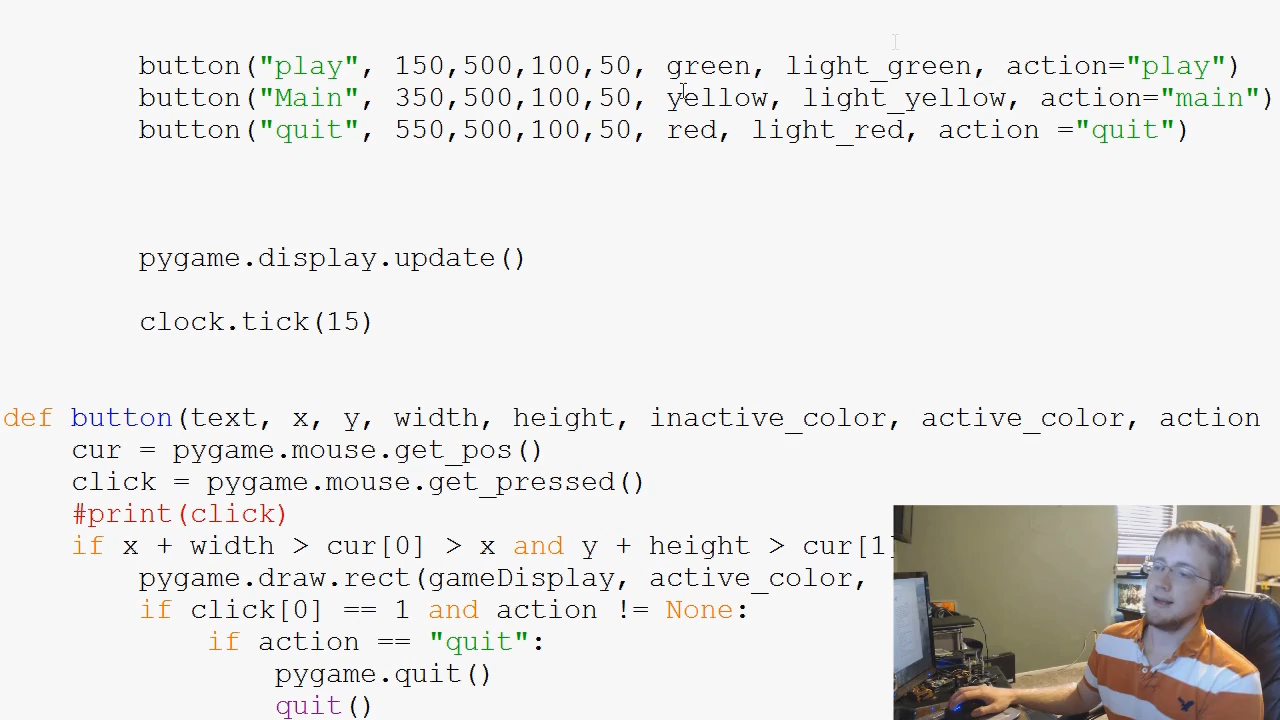 button("play", 150,500,100,50, green, light_green, action="play")
button("Main", 350,500,100,50, yellow, light_yellow, action="main")
button("quit", 550,500,100,50, red, light_red, action ="quit")
pygame.display.update()
clock.tick(15)
def button(text, x, y, width, height, inactive_color, active_color, action
cur = pygame.mouse.get_pos()
click = pygame.mouse.get_pressed()
#print(click)
if x + width > cur[0] > x and y + height > cur[1]
pygame.draw.rect(gameDisplay, active_color,
if click[0] == 1 and action != None:
if action == "quit":
pygame.quit()
quit()